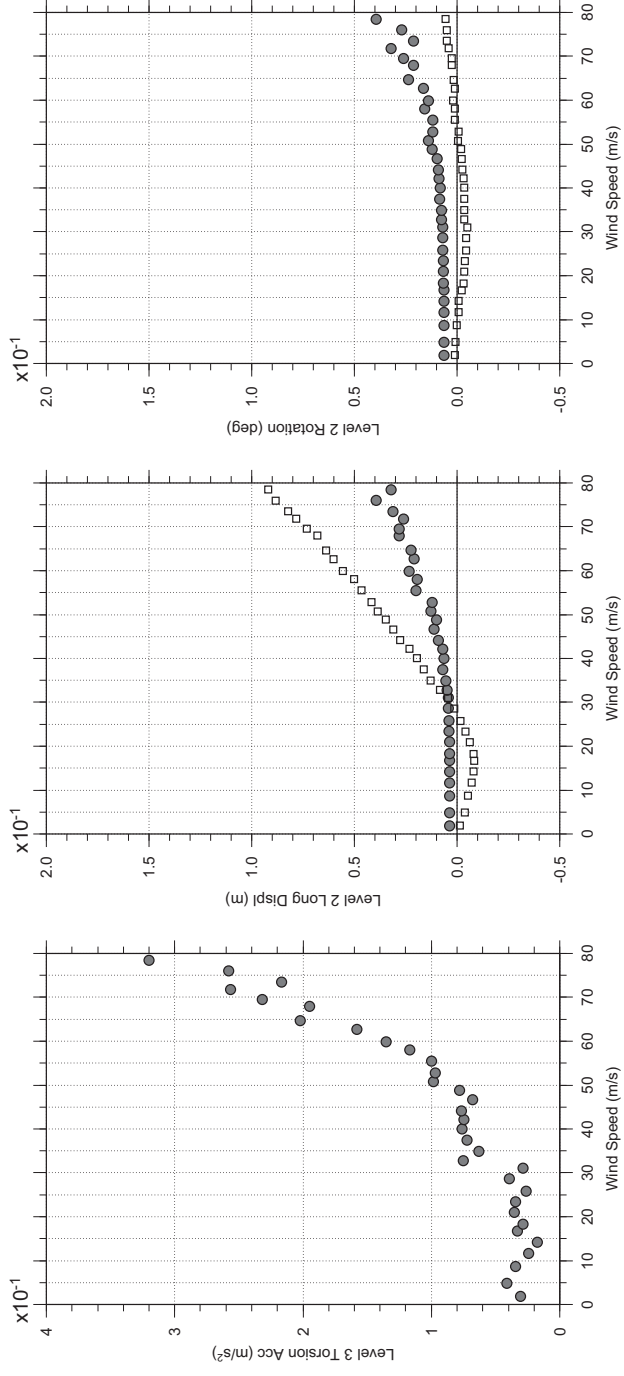 x10⁻¹
4
3
2
1
0
Level 3 Torsion Acc (m/s²)
0 10 20 30 40 50 60 70 80
Wind Speed (m/s)
x10⁻¹
2.0
1.5
1.0
0.5
0.0
-0.5
Level 2 Long Displ (m)
0 10 20 30 40 50 60 70 80
Wind Speed (m/s)
x10⁻¹
2.0
1.5
1.0
0.5
0.0
-0.5
Level 2 Rotation (deg)
0 10 20 30 40 50 60 70 80
Wind Speed (m/s)